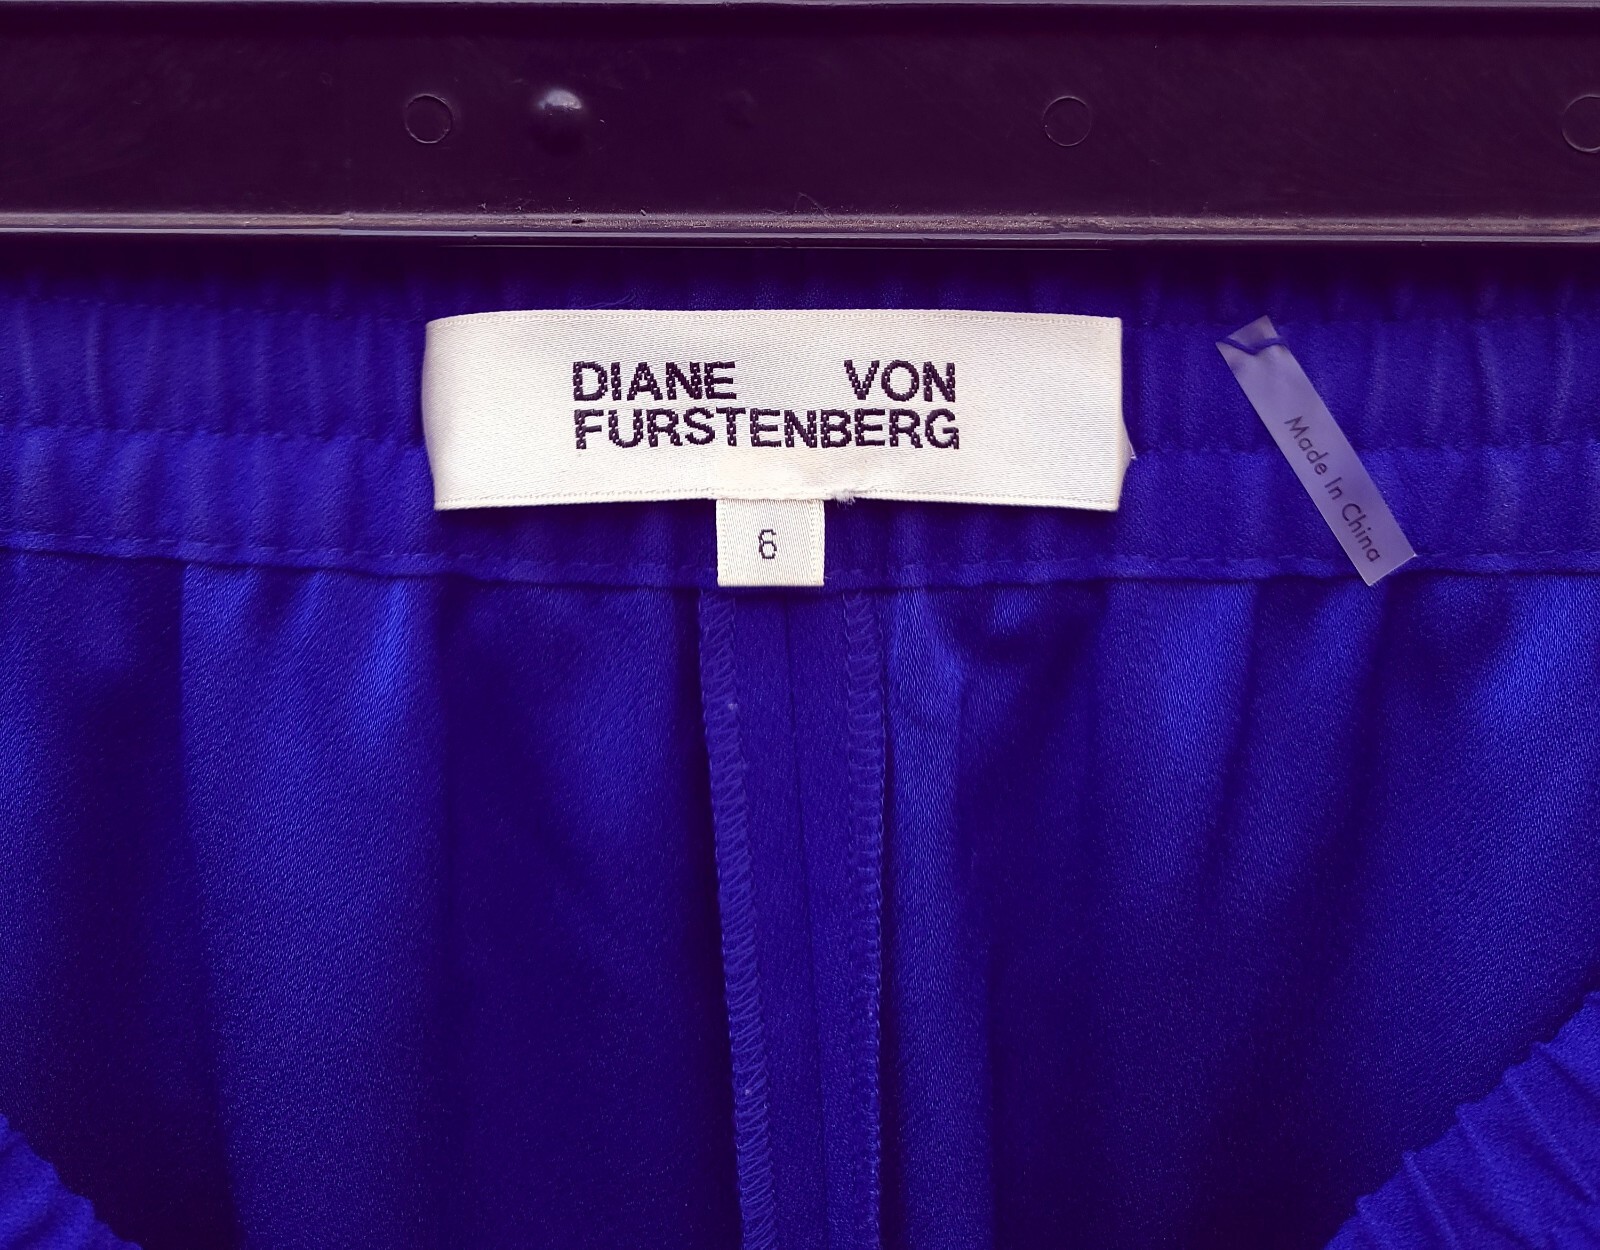 DIANE VON
FURSTENBERG
6
Made In China